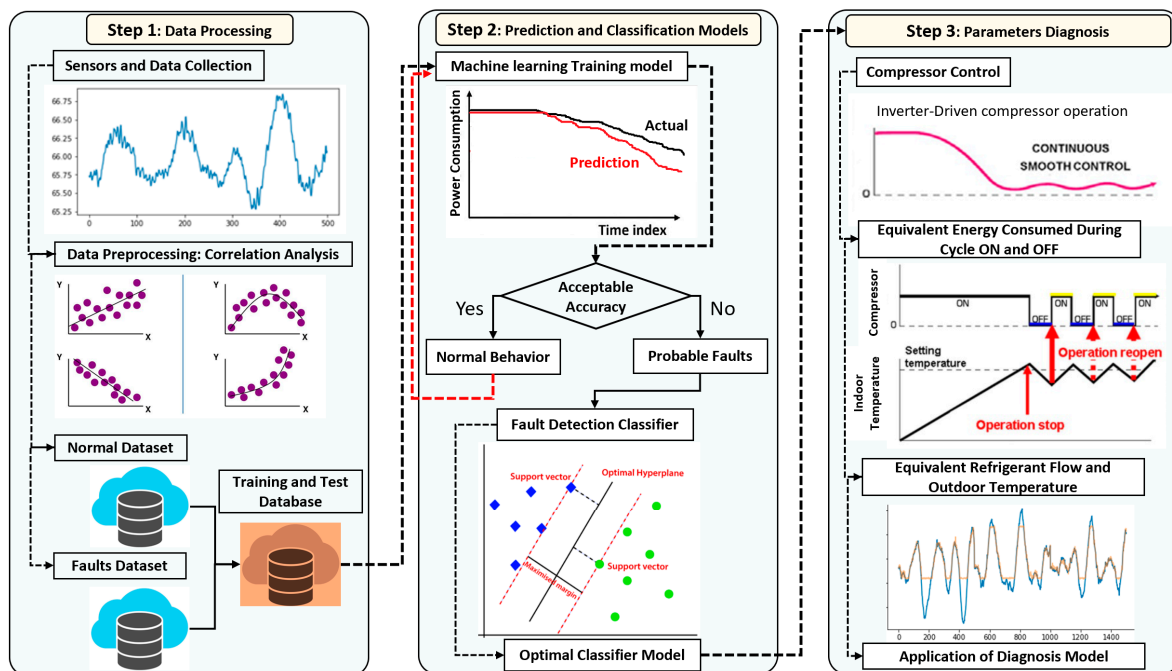 Step 1: Data Processing
Sensors and Data Collection
66.75
66.50
66.25
66.00
65.75
65.50
65.25
0 100 200 300 400 500
Data Preprocessing: Correlation Analysis
Y
X
Y
X
Y
X
Y
X
Normal Dataset
Training and Test
Database
Faults Dataset
Step 2: Prediction and Classification Models
Machine learning Training model
Power Consumption
Actual
Prediction
Time index
Acceptable
Accuracy
Yes
No
Normal Behavior
Probable Faults
Fault Detection Classifier
Support vector
Optimal Hyperplane
Maximised margin
Support vector
Optimal Classifier Model
Step 3: Parameters Diagnosis
Compressor Control
Inverter-Driven compressor operation
CONTINUOUS
SMOOTH CONTROL
0
Equivalent Energy Consumed During
Cycle ON and OFF
Compressor
ON
ON
ON
ON
0
OFF
OFF
OFF
Setting
temperature
Operation reopen
Indoor
Temperature
Operation stop
Equivalent Refrigerant Flow and
Outdoor Temperature
0 200 400 600 800 1000 1200 1400
Application of Diagnosis Model